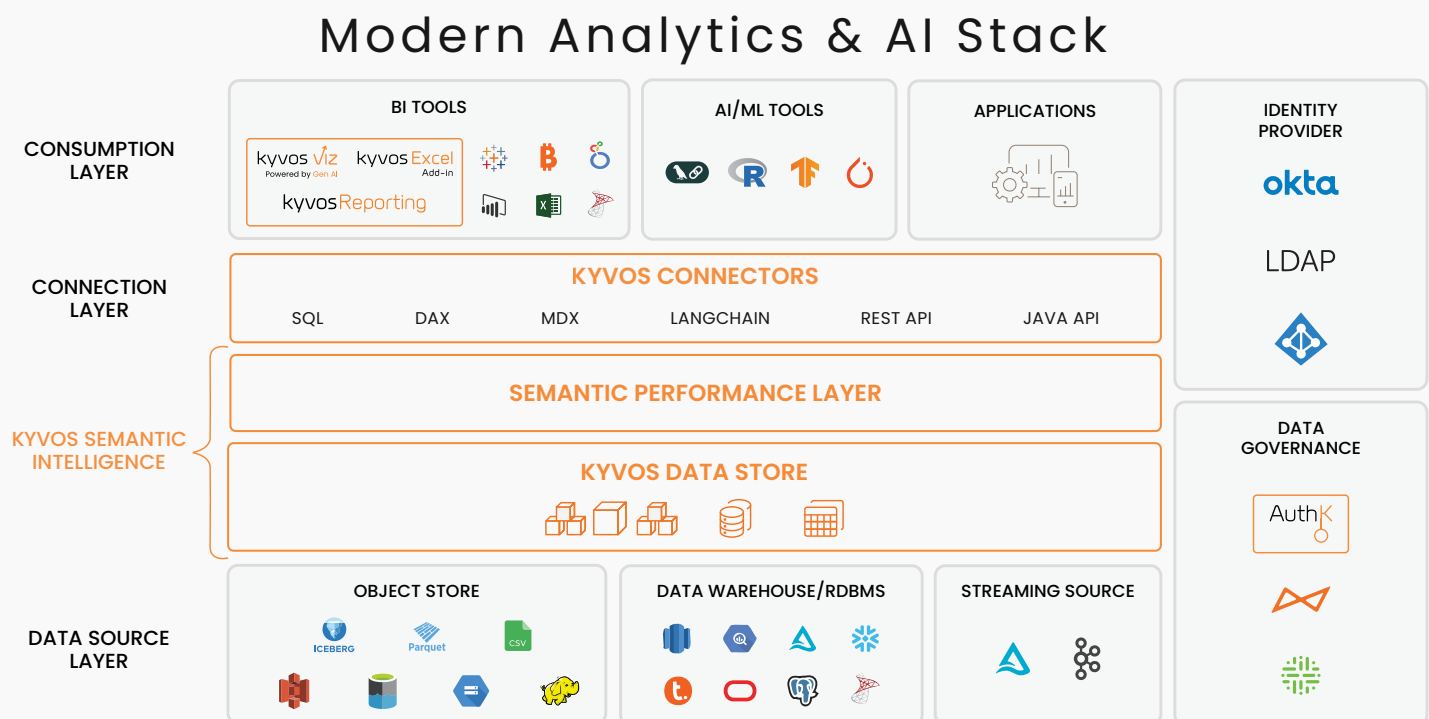 Modern Analytics & AI Stack
CONSUMPTION
LAYER
BI TOOLS
kyvos Viz
Powered by Gen AI
kyvos Excel
Add-in
kyvos Reporting
AI/ML TOOLS
R
APPLICATIONS
IDENTITY
PROVIDER
okta
LDAP
CONNECTION
LAYER
KYVOS CONNECTORS
SQL
DAX
MDX
LANGCHAIN
REST API
JAVA API
KYVOS SEMANTIC
INTELLIGENCE
SEMANTIC PERFORMANCE LAYER
KYVOS DATA STORE
DATA
GOVERNANCE
AuthK
DATA SOURCE
LAYER
OBJECT STORE
ICEBERG
Parquet
CSV
DATA WAREHOUSE/RDBMS
t.
STREAMING SOURCE